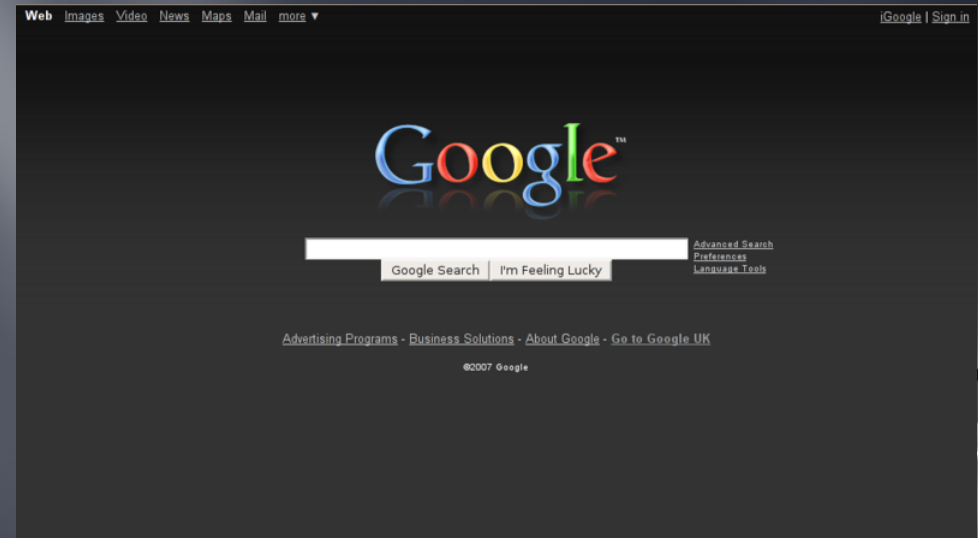 Web Images Video News Maps Mail more ▼
iGoogle | Sign in
Google™
Advanced Search
Preferences
Language Tools
Google Search I'm Feeling Lucky
Advertising Programs - Business Solutions - About Google - Go to Google UK
©2007 Google